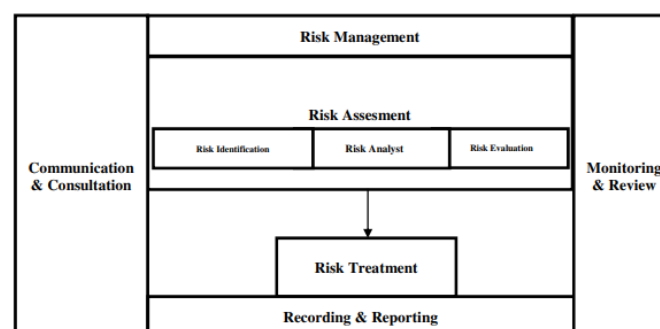 Risk Management
Risk Assesment
Risk Identification
Risk Analyst
Risk Evaluation
Communication
& Consultation
Monitoring
& Review
Risk Treatment
Recording & Reporting